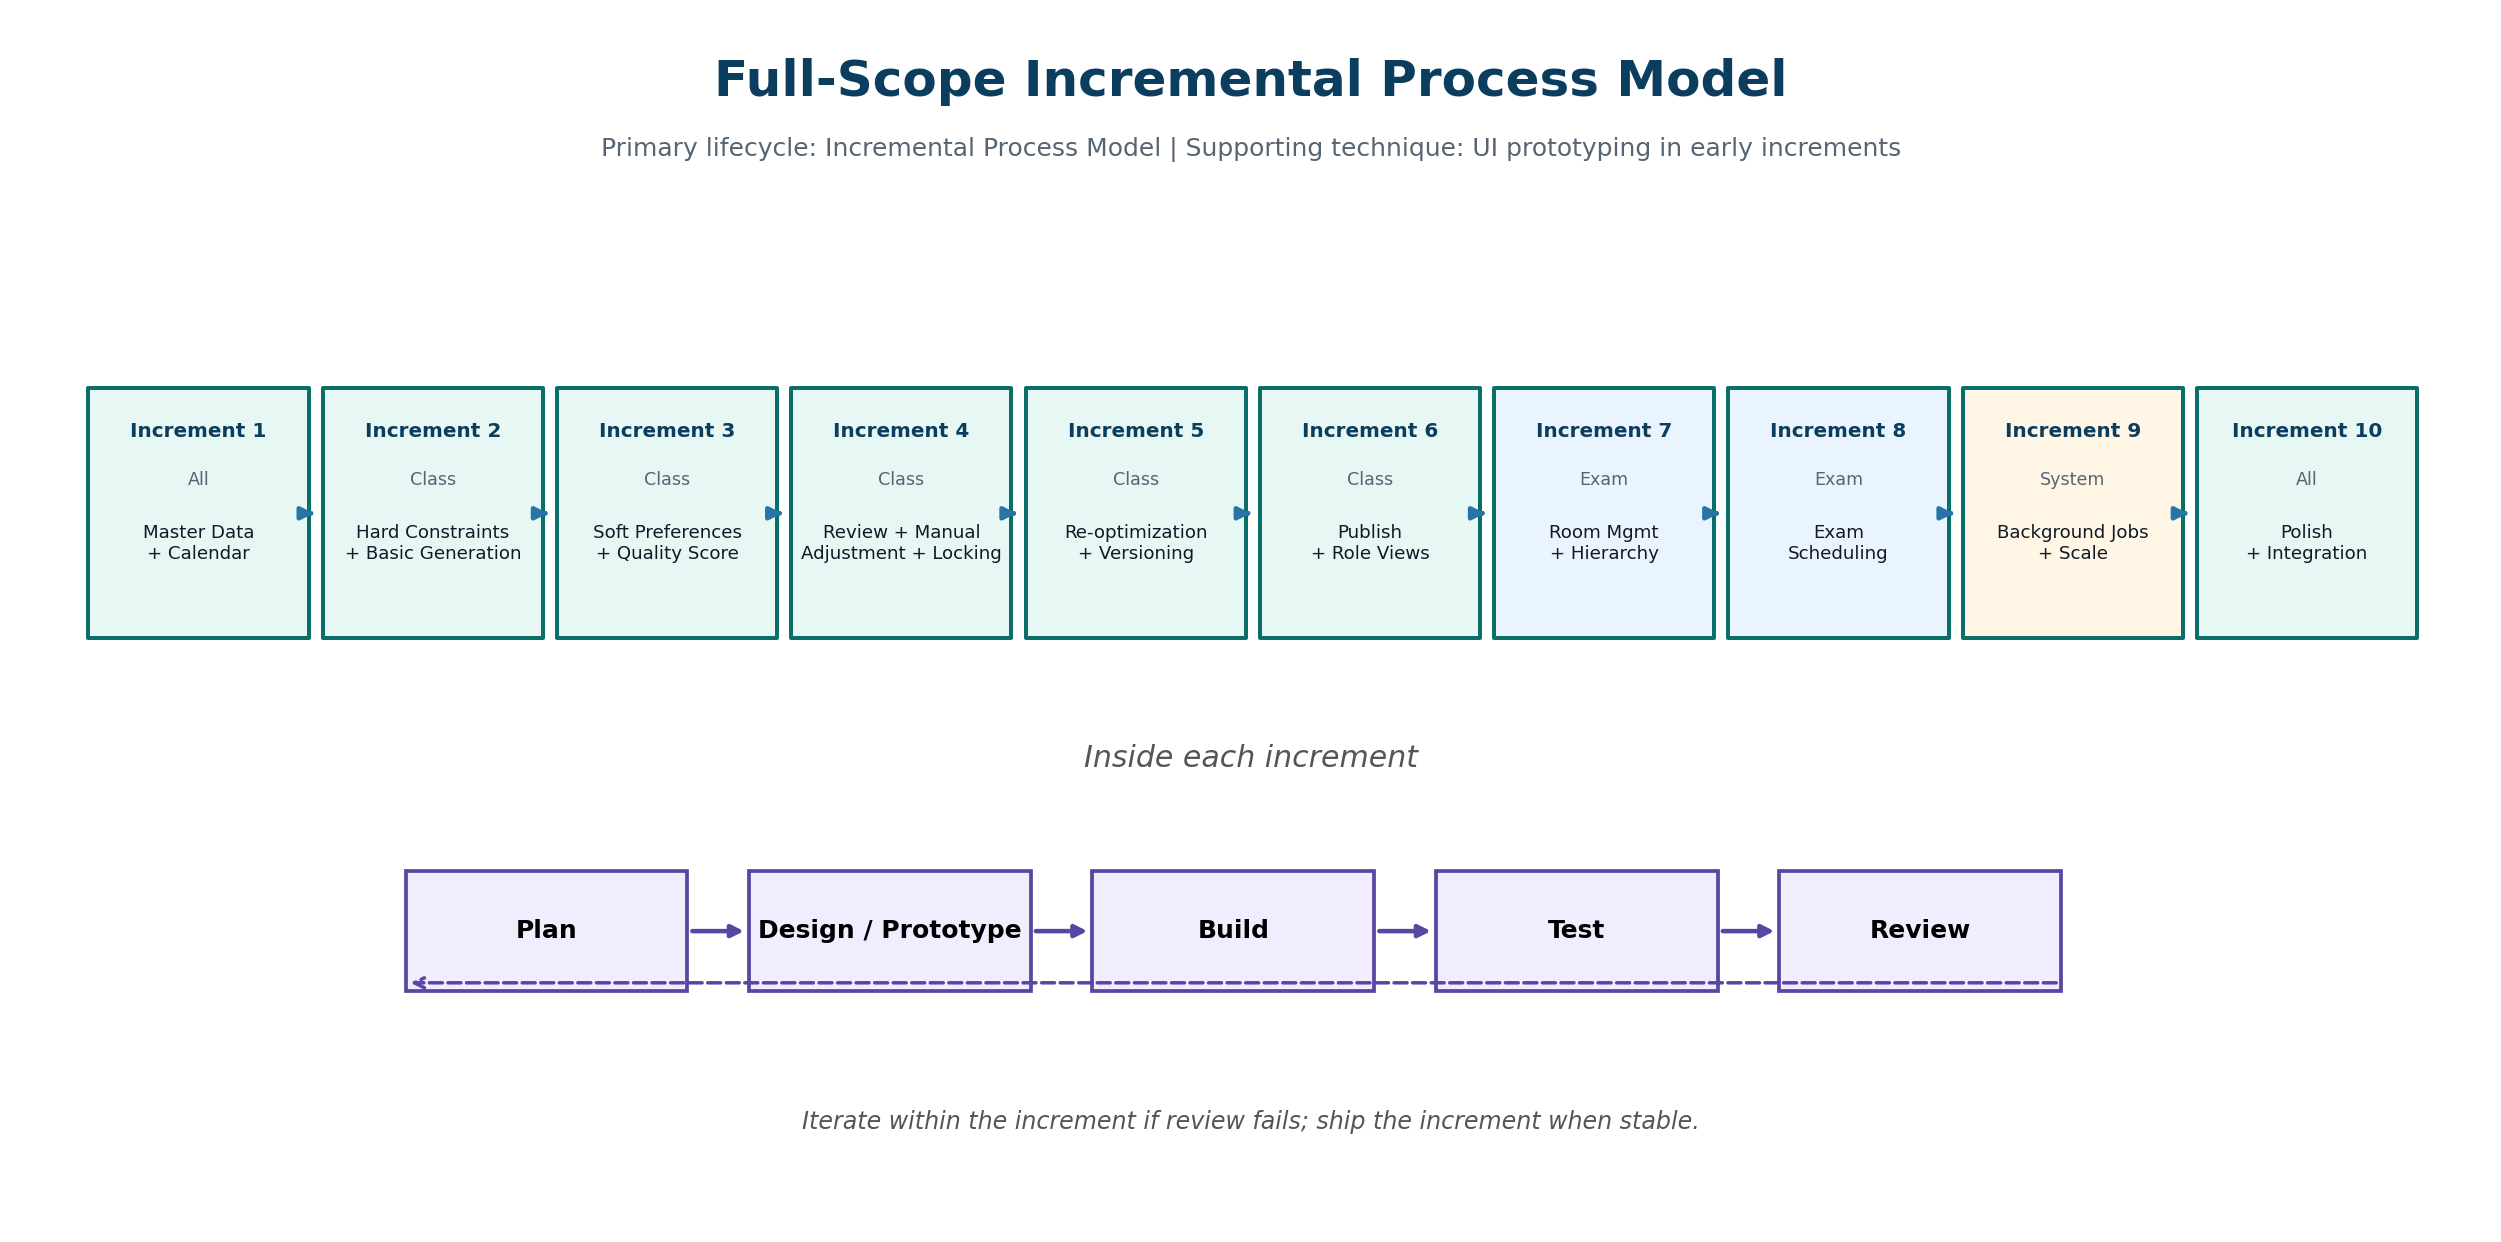 Full-Scope Incremental Process Model
Primary lifecycle: Incremental Process Model | Supporting technique: UI prototyping in early increments
Increment 1
All
Master Data
+ Calendar
Increment 2
Class
Hard Constraints
+ Basic Generation
Increment 3
Class
Soft Preferences
+ Quality Score
Increment 4
Class
Review + Manual
Adjustment + Locking
Increment 5
Class
Re-optimization
+ Versioning
Increment 6
Class
Publish
+ Role Views
Increment 7
Exam
Room Mgmt
+ Hierarchy
Increment 8
Exam
Exam
Scheduling
Increment 9
System
Background Jobs
+ Scale
Increment 10
All
Polish
+ Integration
Inside each increment
Plan
Design / Prototype
Build
Test
Review
Iterate within the increment if review fails; ship the increment when stable.